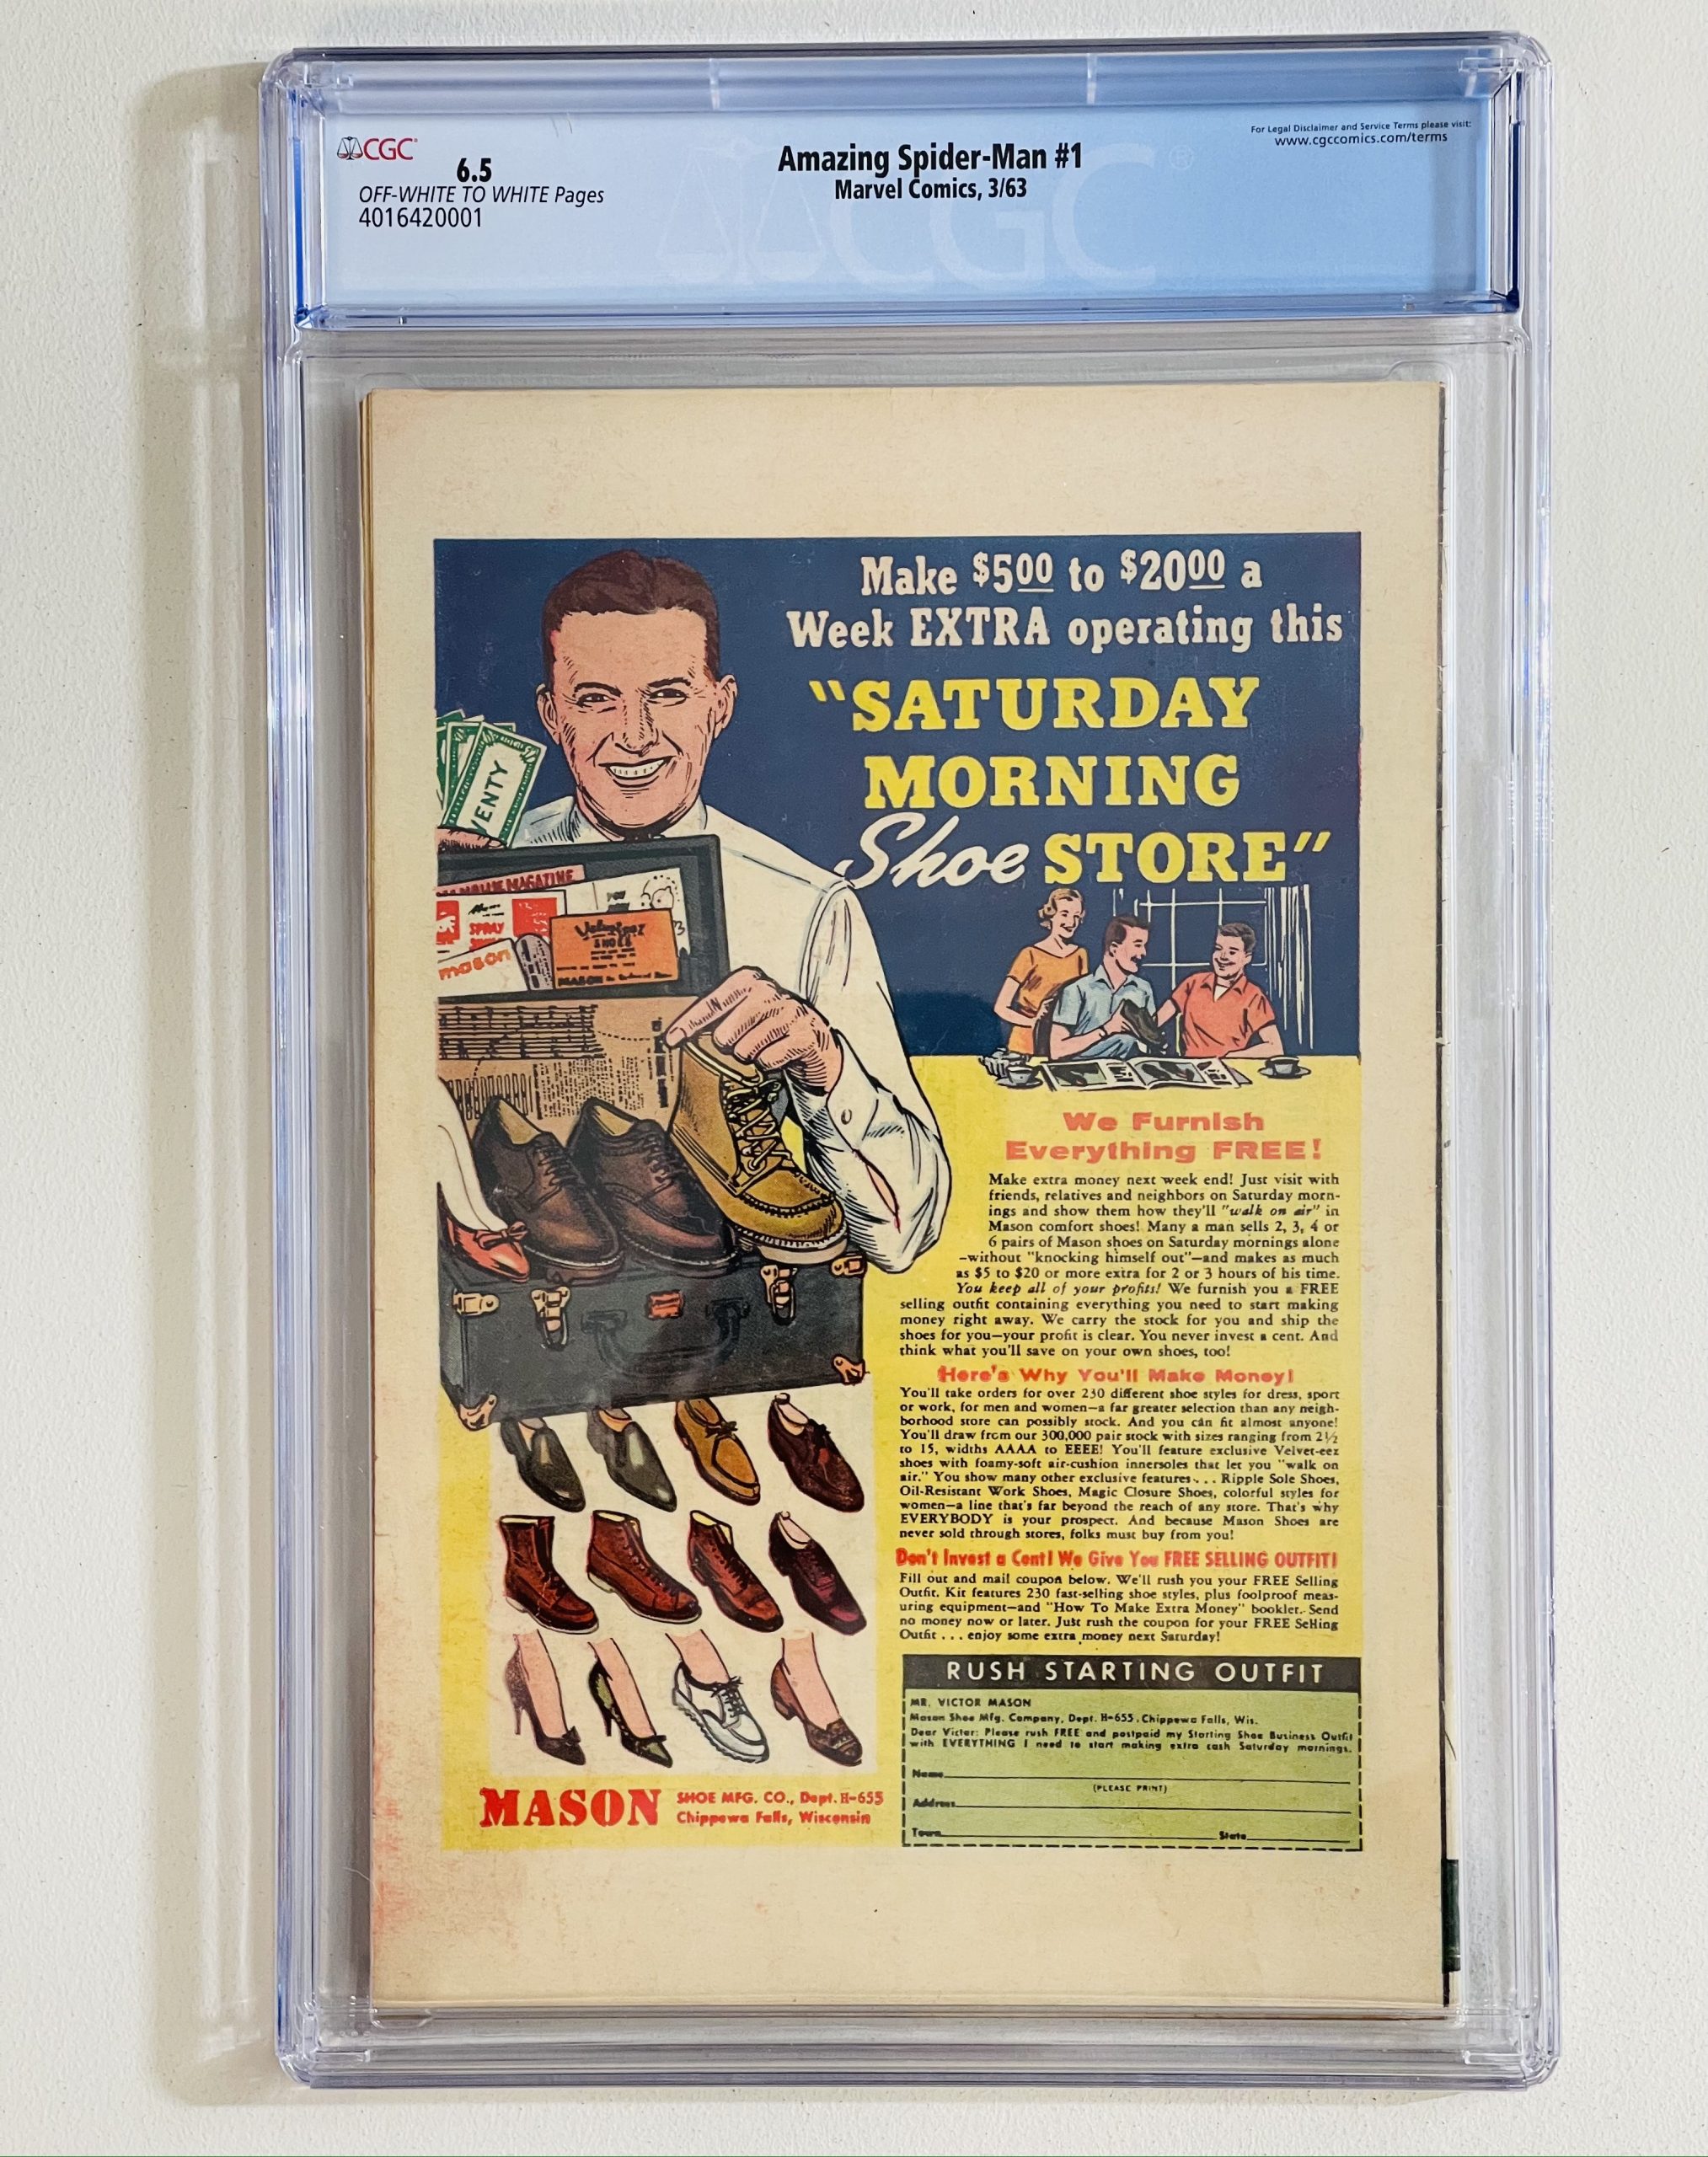 CGC
6.5
OFF-WHITE TO WHITE Pages
4016420001
Amazing Spider-Man #1
Marvel Comics, 3/63
For Legal Disclaimer and Service Terms please visit:
www.cgccomics.com/terms
CGC
Make $5.00 to $20.00 a
Week EXTRA operating this
"SATURDAY
MORNING
Shoe STORE"
VENTY
MAGAZINE
SPRAY
mason
SHOES
MASON
We Furnish
Everything FREE!
Make extra money next week end! Just visit with
friends, relatives and neighbors on Saturday morn-
ings and show them how they'll "walk on air" in
Mason comfort shoes! Many a man sells 2, 3, 4 or
6 pairs of Mason shoes on Saturday mornings alone
—without "knocking himself out"—and makes as much
as $5 to $20 or more extra for 2 or 3 hours of his time.
You keep all of your profits! We furnish you a FREE
selling outfit containing everything you need to start making
money right away. We carry the stock for you and ship the
shoes for you—your profit is clear. You never invest a cent. And
think what you'll save on your own shoes, too!
Here's Why You'll Make Money!
You'll take orders for over 230 different shoe styles for dress, sport
or work, for men and women—a far greater selection than any neigh-
borhood store can possibly stock. And you can fit almost anyone!
You'll draw from our 300,000 pair stock with sizes ranging from 2½
to 15, widths AAAA to EEEE! You'll feature exclusive Velvet-eez
shoes with foamy-soft air-cushion innersoles that let you "walk on
air." You show many other exclusive features . . . Ripple Sole Shoes,
Oil-Resistant Work Shoes, Magic Closure Shoes, colorful styles for
women—a line that's far beyond the reach of any store. That's why
EVERYBODY is your prospect. And because Mason Shoes are
never sold through stores, folks must buy from you!
Don't Invest a Cent! We Give You FREE SELLING OUTFIT!
Fill out and mail coupon below. We'll rush you your FREE Selling
Outfit. Kit features 230 fast-selling shoe styles, plus foolproof meas-
uring equipment—and "How To Make Extra Money" booklet. Send
no money now or later. Just rush the coupon for your FREE Selling
Outfit . . . enjoy some extra money next Saturday!
RUSH STARTING OUTFIT
MR. VICTOR MASON
Mason Shoe Mfg. Company, Dept. H-655, Chippewa Falls, Wis.
Dear Victor: Please rush FREE and postpaid my Starting Shoe Business Outfit
with EVERYTHING I need to start making extra cash Saturday mornings.
Name
(PLEASE PRINT)
Address
Town State
MASON SHOE MFG. CO., Dept. H-655
Chippewa Falls, Wisconsin